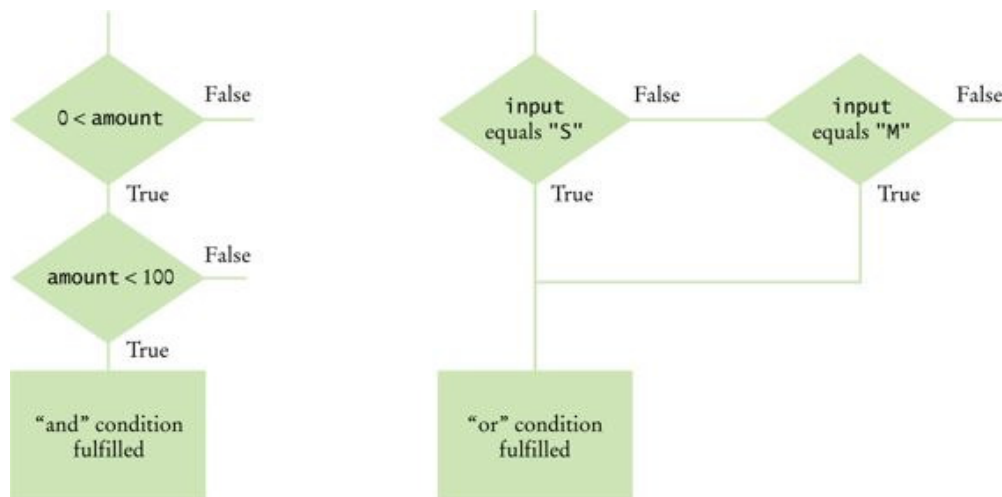 0 < amount
False
True
amount < 100
False
True
“and” condition
fulfilled
input
equals "S"
False
True
input
equals "M"
False
True
“or” condition
fulfilled